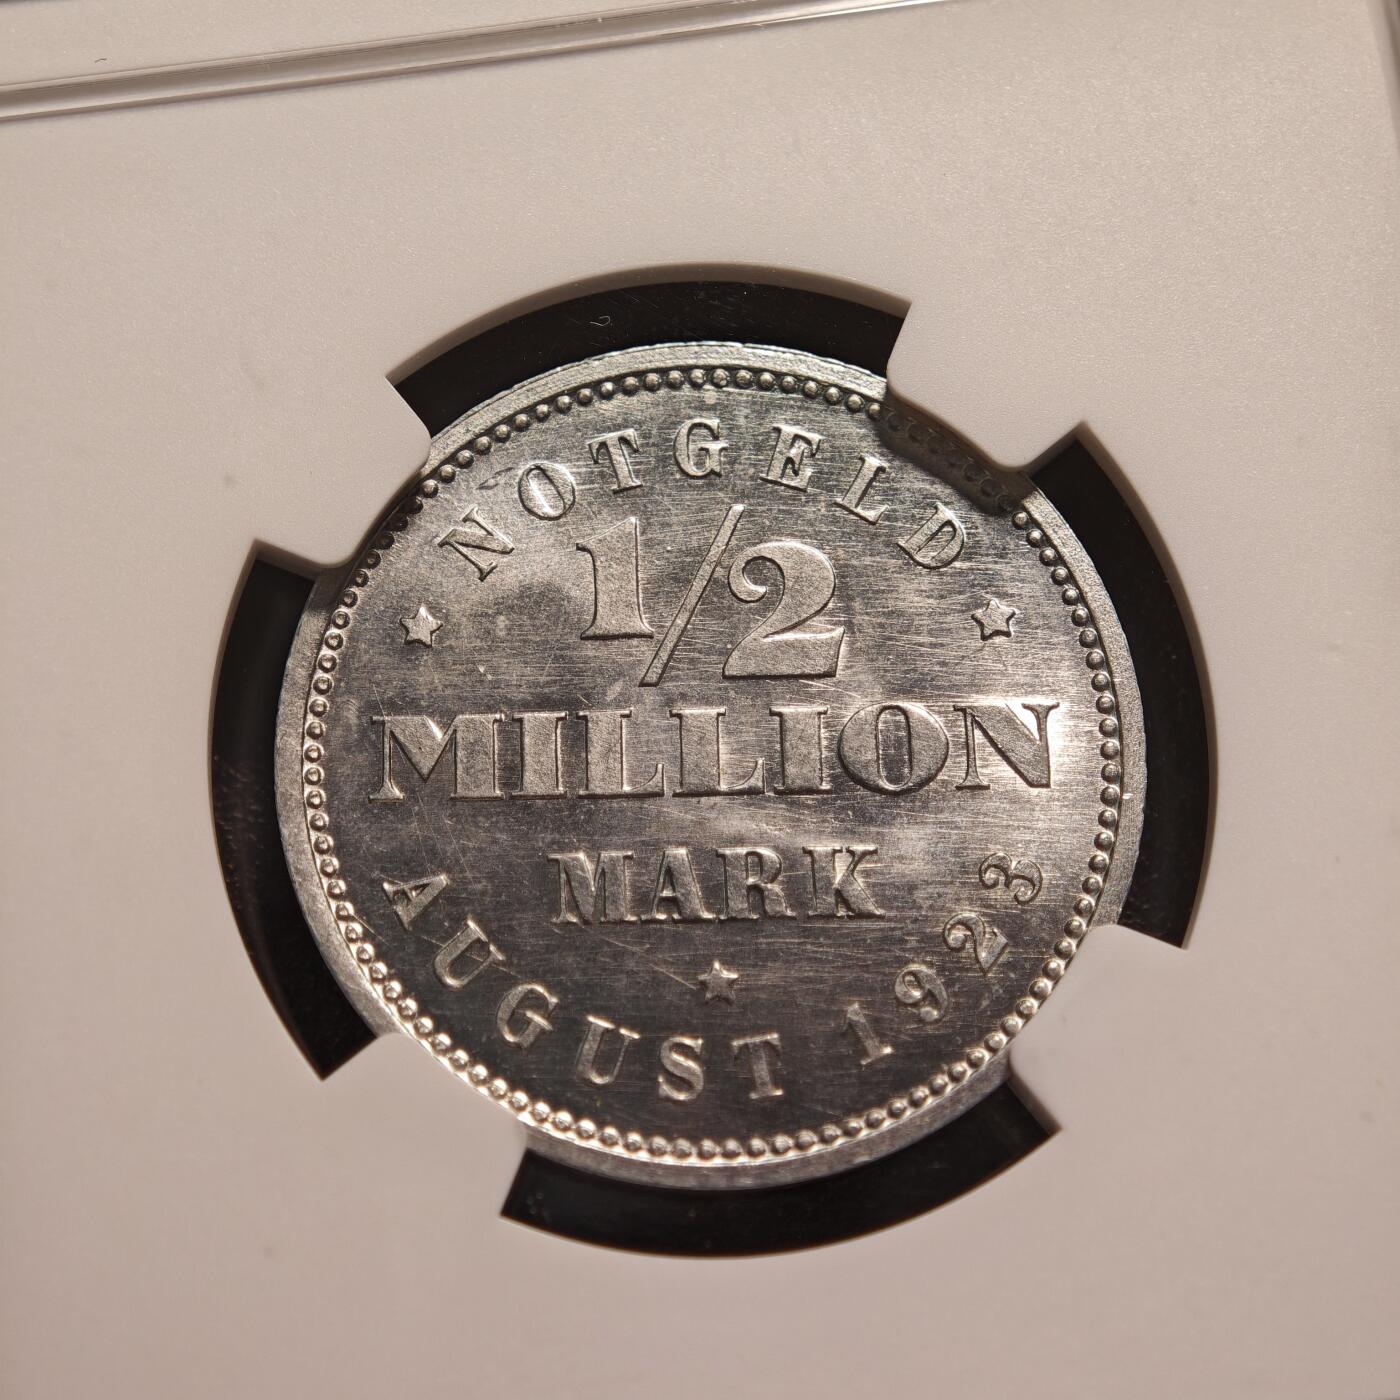 NOTGELD
1/2
MILLION
MARK
AUGUST 1923